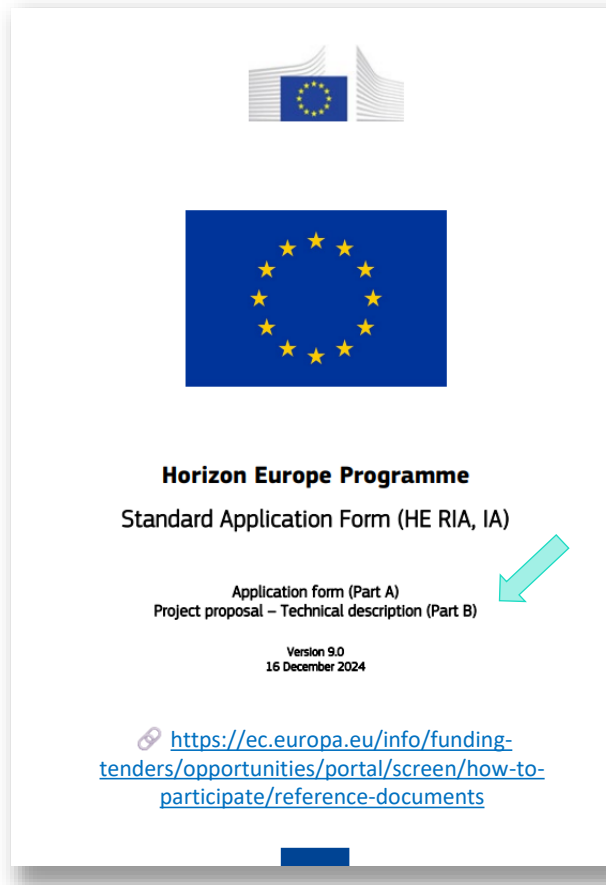 Horizon Europe Programme
Standard Application Form (HE RIA, IA)
Application form (Part A)
Project proposal – Technical description (Part B)
Version 9.0
16 December 2024
https://ec.europa.eu/info/funding-
tenders/opportunities/portal/screen/how-to-
participate/reference-documents